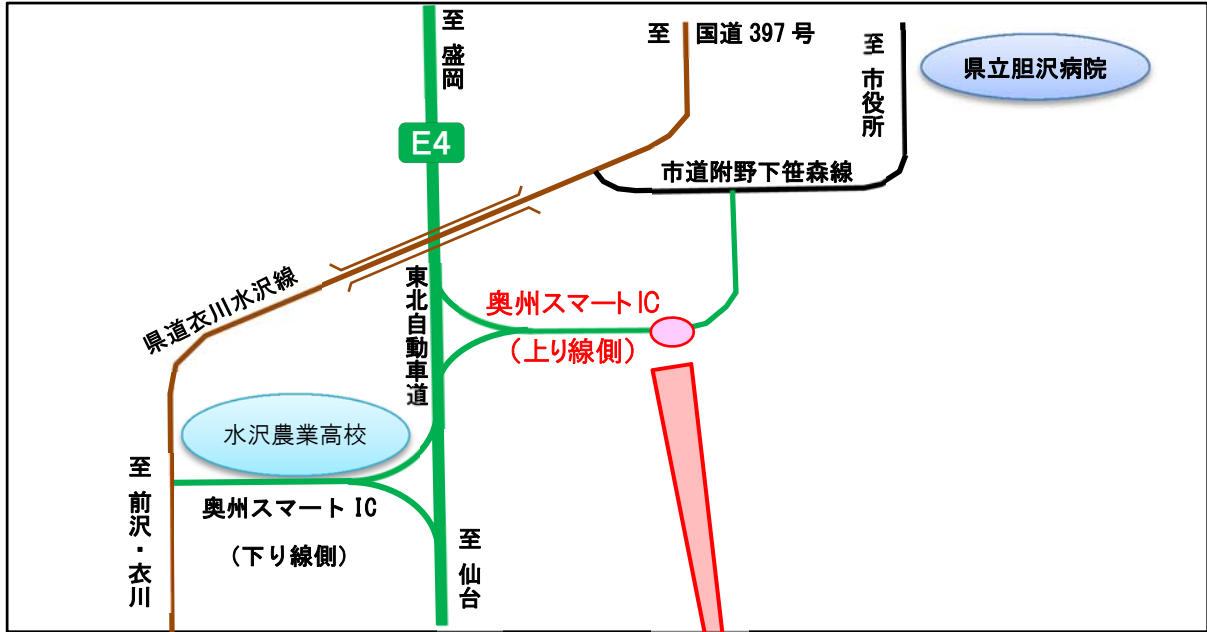 至 盛岡
至 国道 397 号
至 市役所
県立胆沢病院
E4
市道附野下笹森線
県道衣川水沢線
東北自動車道
奥州スマートIC
(上り線側)
水沢農業高校
至 前沢・衣川
奥州スマート IC
(下り線側)
至 仙台